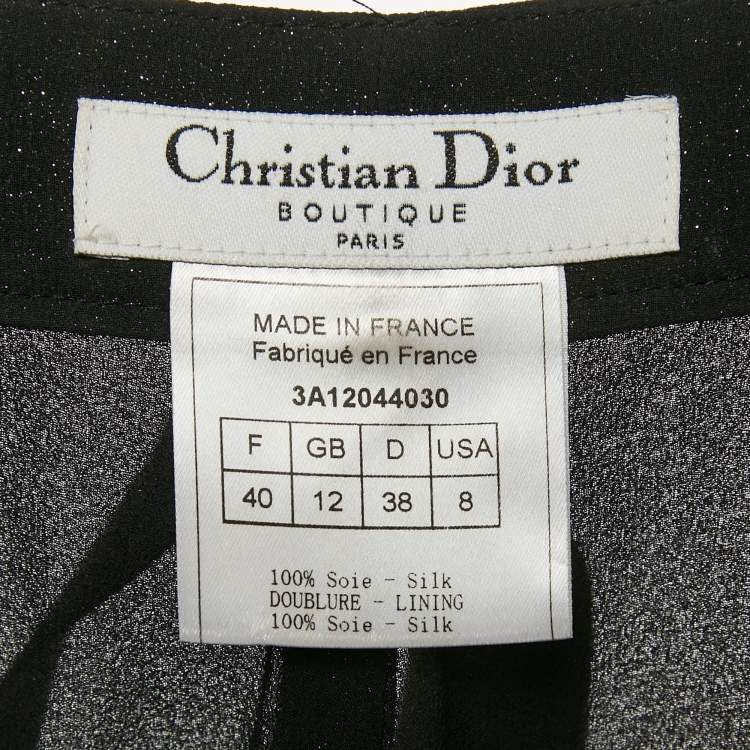 Christian Dior
BOUTIQUE
PARIS
MADE IN FRANCE
Fabriqué en France
3A12044030
F GB D USA
40 12 38 8
100% Soie - Silk
DOUBLURE - LINING
100% Soie - Silk